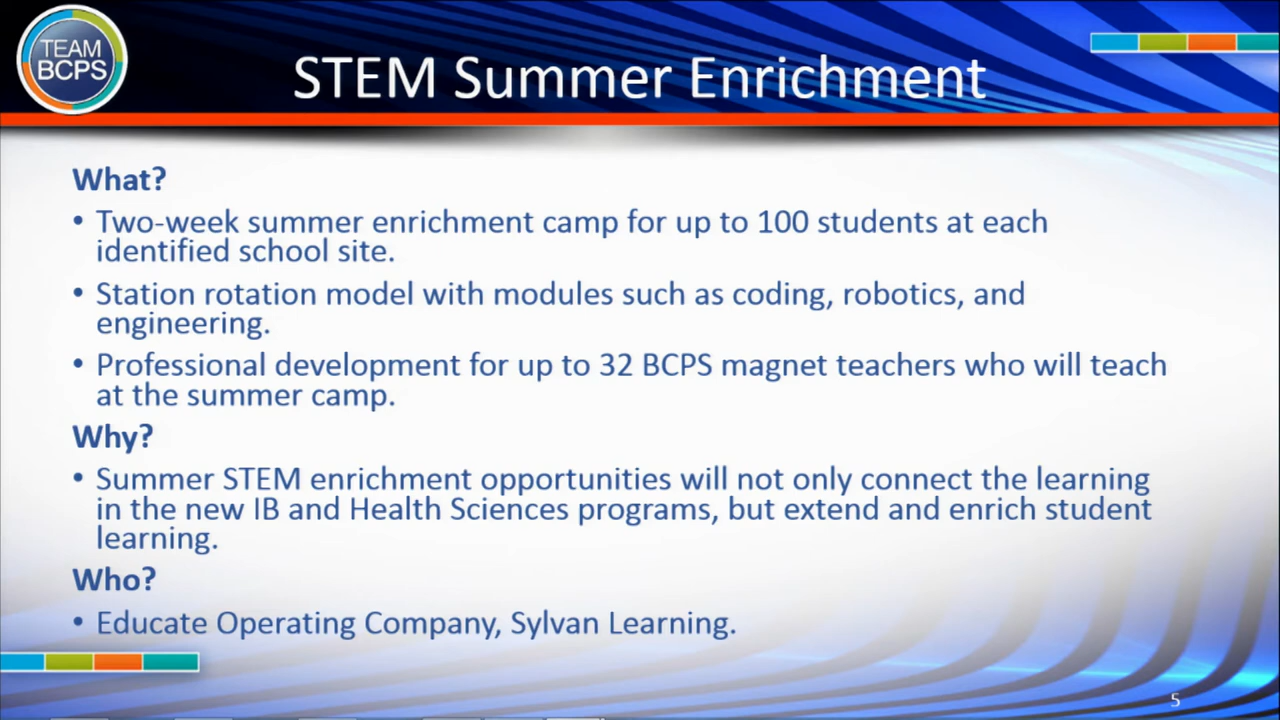 TEAM
BCPS
STEM Summer Enrichment
What?
• Two-week summer enrichment camp for up to 100 students at each
identified school site.
• Station rotation model with modules such as coding, robotics, and
engineering.
• Professional development for up to 32 BCPS magnet teachers who will teach
at the summer camp.
Why?
• Summer STEM enrichment opportunities will not only connect the learning
in the new IB and Health Sciences programs, but extend and enrich student
learning.
Who?
• Educate Operating Company, Sylvan Learning.
5